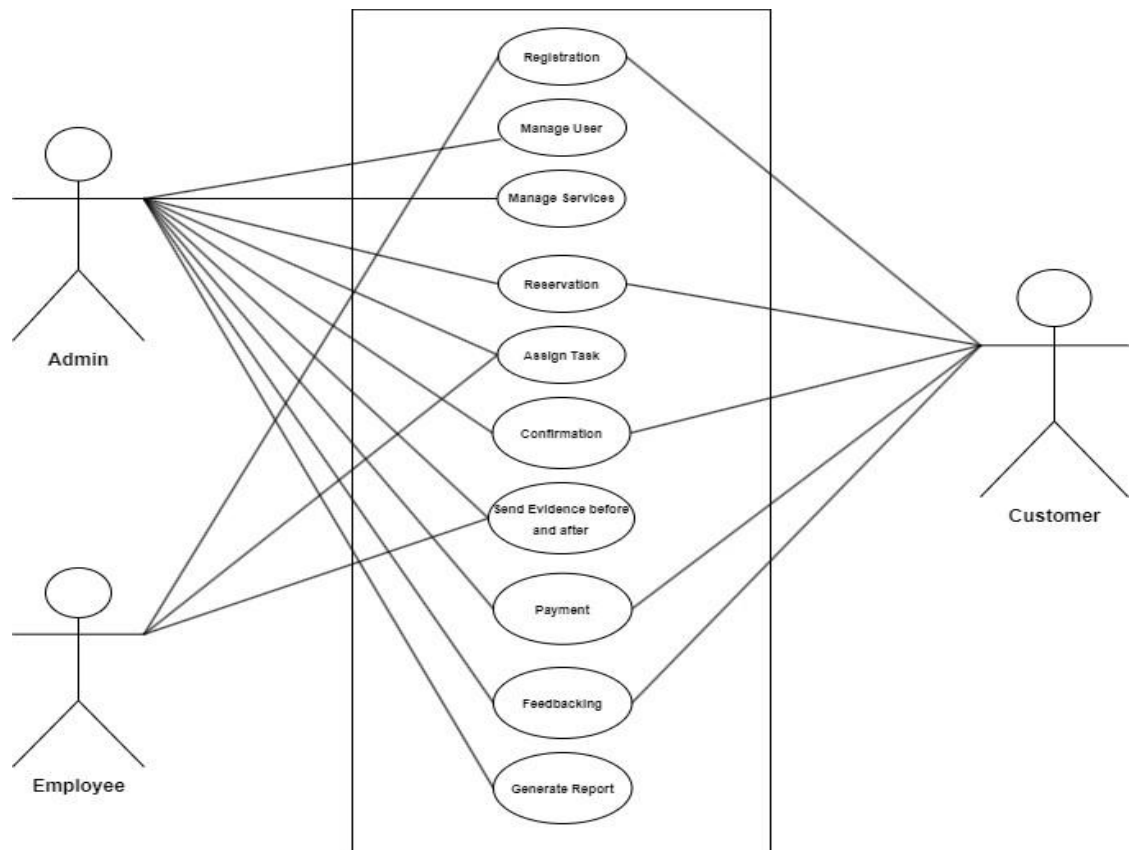 Registration
Manage User
Manage Services
Reservation
Admin
Assign Task
Confirmation
Send Evidence before
and after
Customer
Payment
Feedbacking
Employee
Generate Report